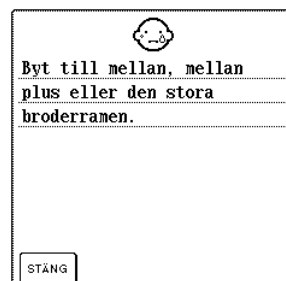 Byt till mellan, mellan
plus eller den stora
broderramen.
STÄNG